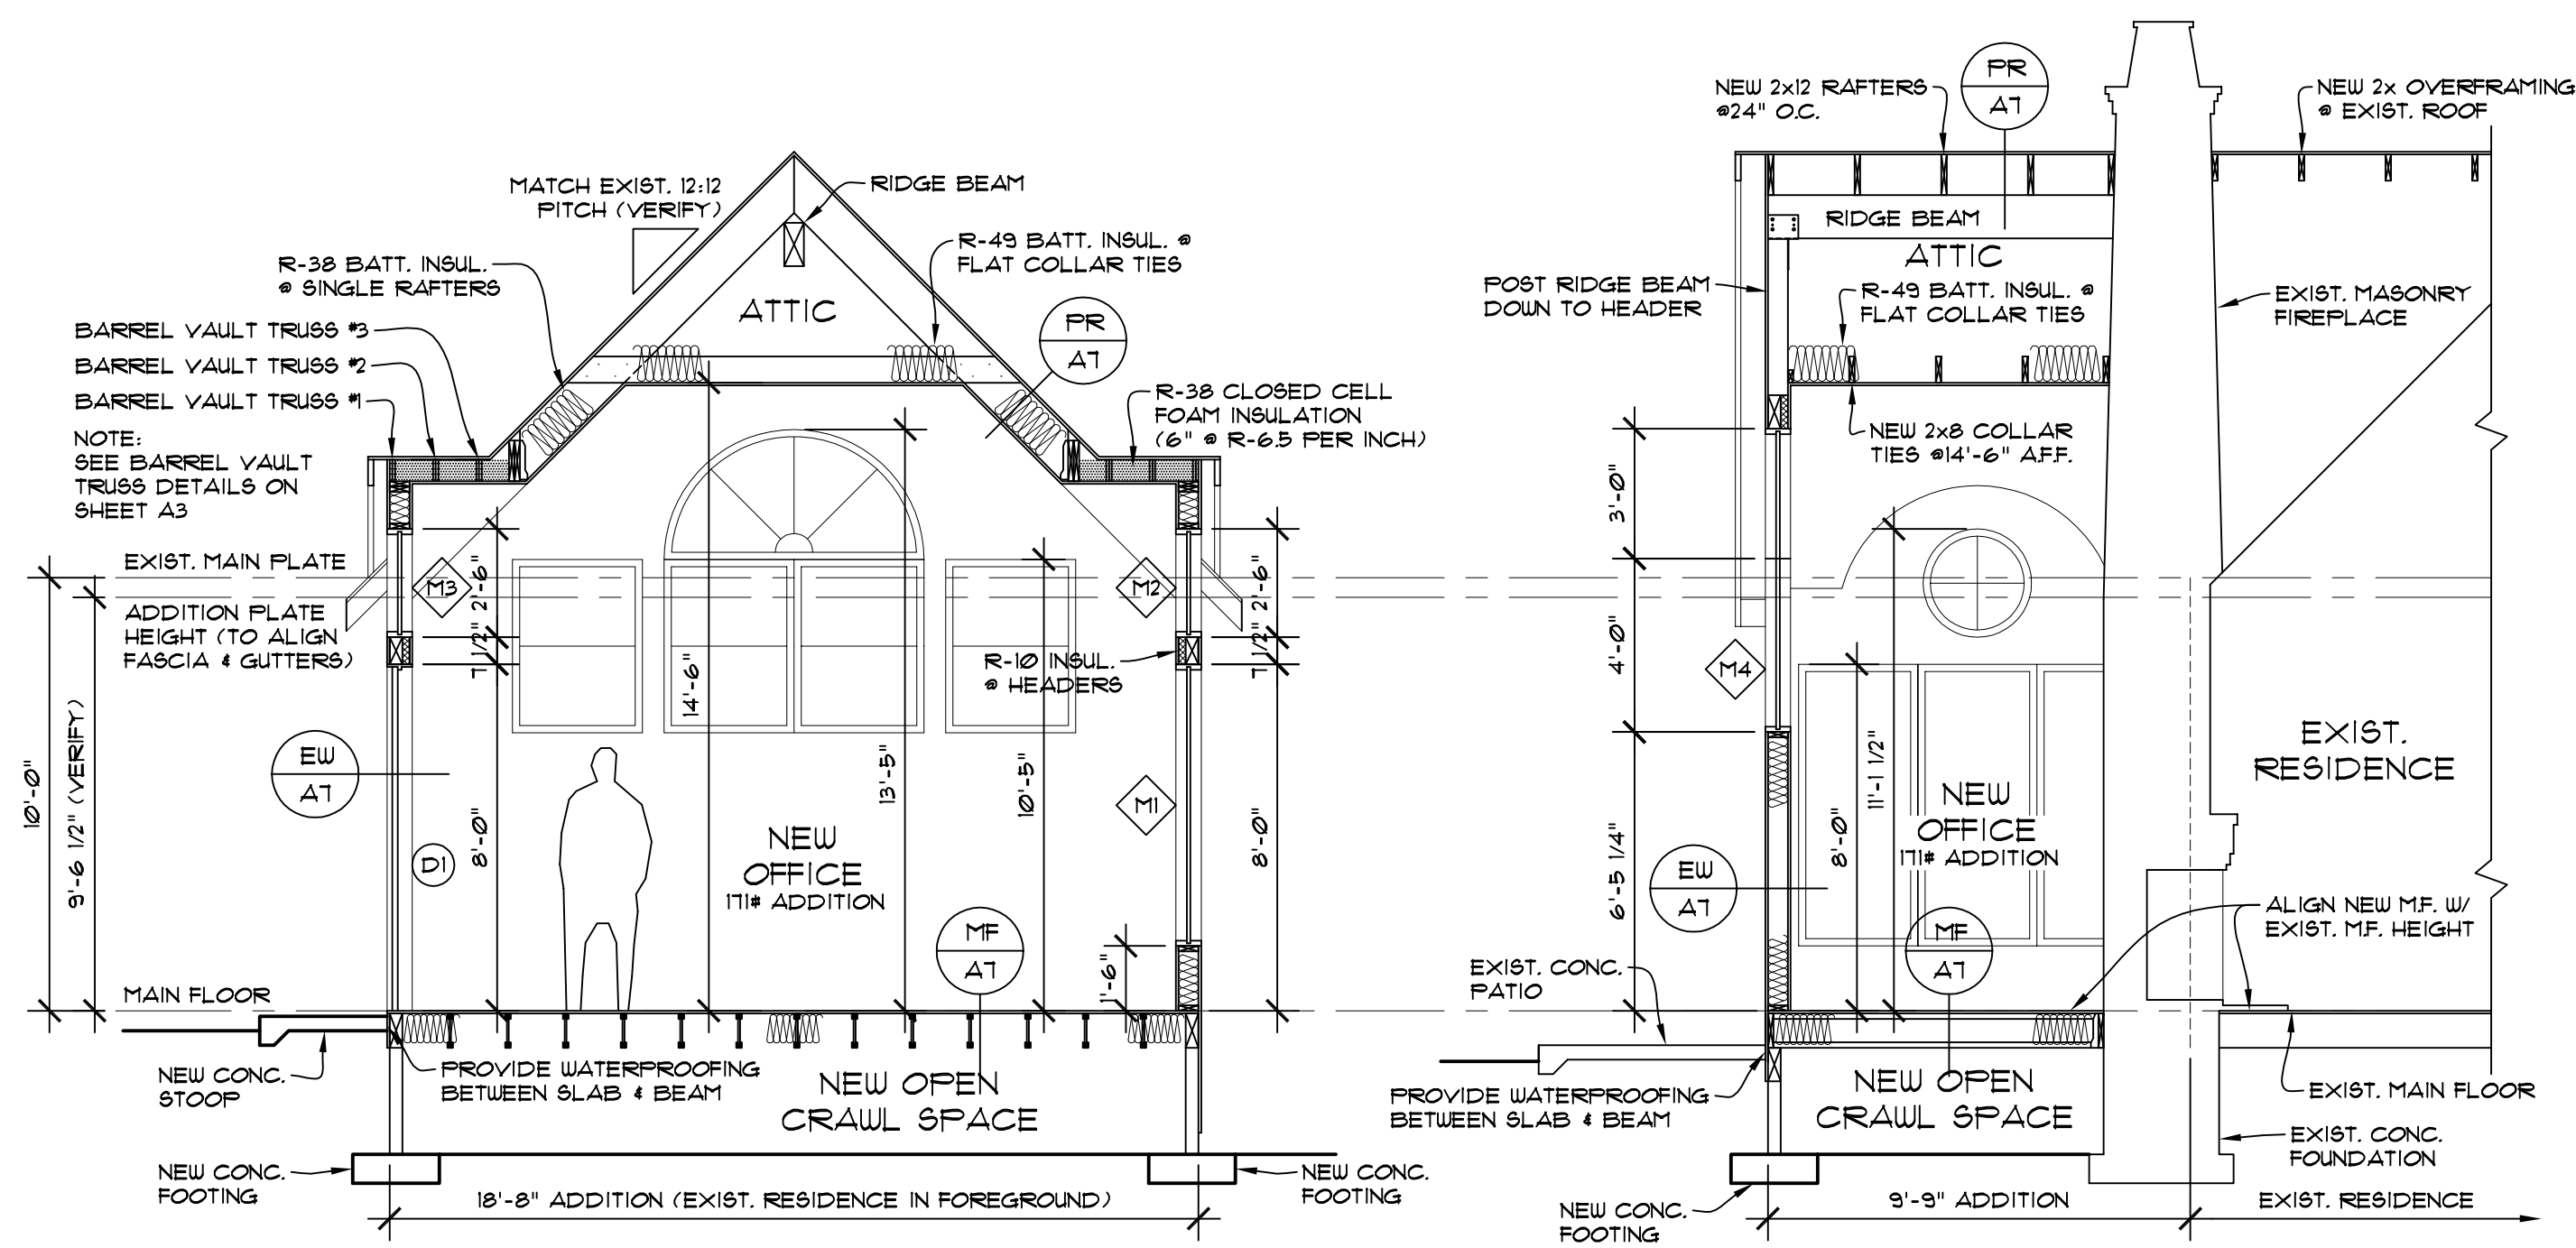 MATCH EXIST. 12:12
PITCH (VERIFY)
RIDGE BEAM
R-38 BATT. INSUL.
@ SINGLE RAFTERS
R-49 BATT. INSUL. @
FLAT COLLAR TIES
ATTIC
PR
A7
BARREL VAULT TRUSS #3
BARREL VAULT TRUSS #2
BARREL VAULT TRUSS #1
NOTE:
SEE BARREL VAULT
TRUSS DETAILS ON
SHEET A3
R-38 CLOSED CELL
FOAM INSULATION
(6" @ R-6.5 PER INCH)
EXIST. MAIN PLATE
ADDITION PLATE
HEIGHT (TO ALIGN
FASCIA & GUTTERS)
M3
M2
2'-6"
7 1/2"
8'-0"
2'-6"
7 1/2"
8'-0"
R-10 INSUL.
@ HEADERS
14'-6"
13'-5"
10'-5"
10'-0"
9'-6 1/2" (VERIFY)
EW
A7
M1
D1
NEW
OFFICE
171# ADDITION
MF
A7
1'-6"
MAIN FLOOR
NEW CONC.
STOOP
PROVIDE WATERPROOFING
BETWEEN SLAB & BEAM
NEW OPEN
CRAWL SPACE
NEW CONC.
FOOTING
NEW CONC.
FOOTING
18'-8" ADDITION (EXIST. RESIDENCE IN FOREGROUND)
NEW 2x12 RAFTERS
@24" O.C.
PR
A7
NEW 2x OVERFRAMING
@ EXIST. ROOF
RIDGE BEAM
ATTIC
POST RIDGE BEAM
DOWN TO HEADER
R-49 BATT. INSUL. @
FLAT COLLAR TIES
EXIST. MASONRY
FIREPLACE
NEW 2x8 COLLAR
TIES @14'-6" A.F.F.
3'-0"
4'-0"
6'-5 1/4"
M4
8'-0"
11'-1 1/2"
NEW
OFFICE
171# ADDITION
EXIST.
RESIDENCE
EW
A7
MF
A7
ALIGN NEW M.F. W/
EXIST. M.F. HEIGHT
EXIST. CONC.
PATIO
PROVIDE WATERPROOFING
BETWEEN SLAB & BEAM
NEW OPEN
CRAWL SPACE
EXIST. MAIN FLOOR
EXIST. CONC.
FOUNDATION
NEW CONC.
FOOTING
9'-9" ADDITION
EXIST. RESIDENCE